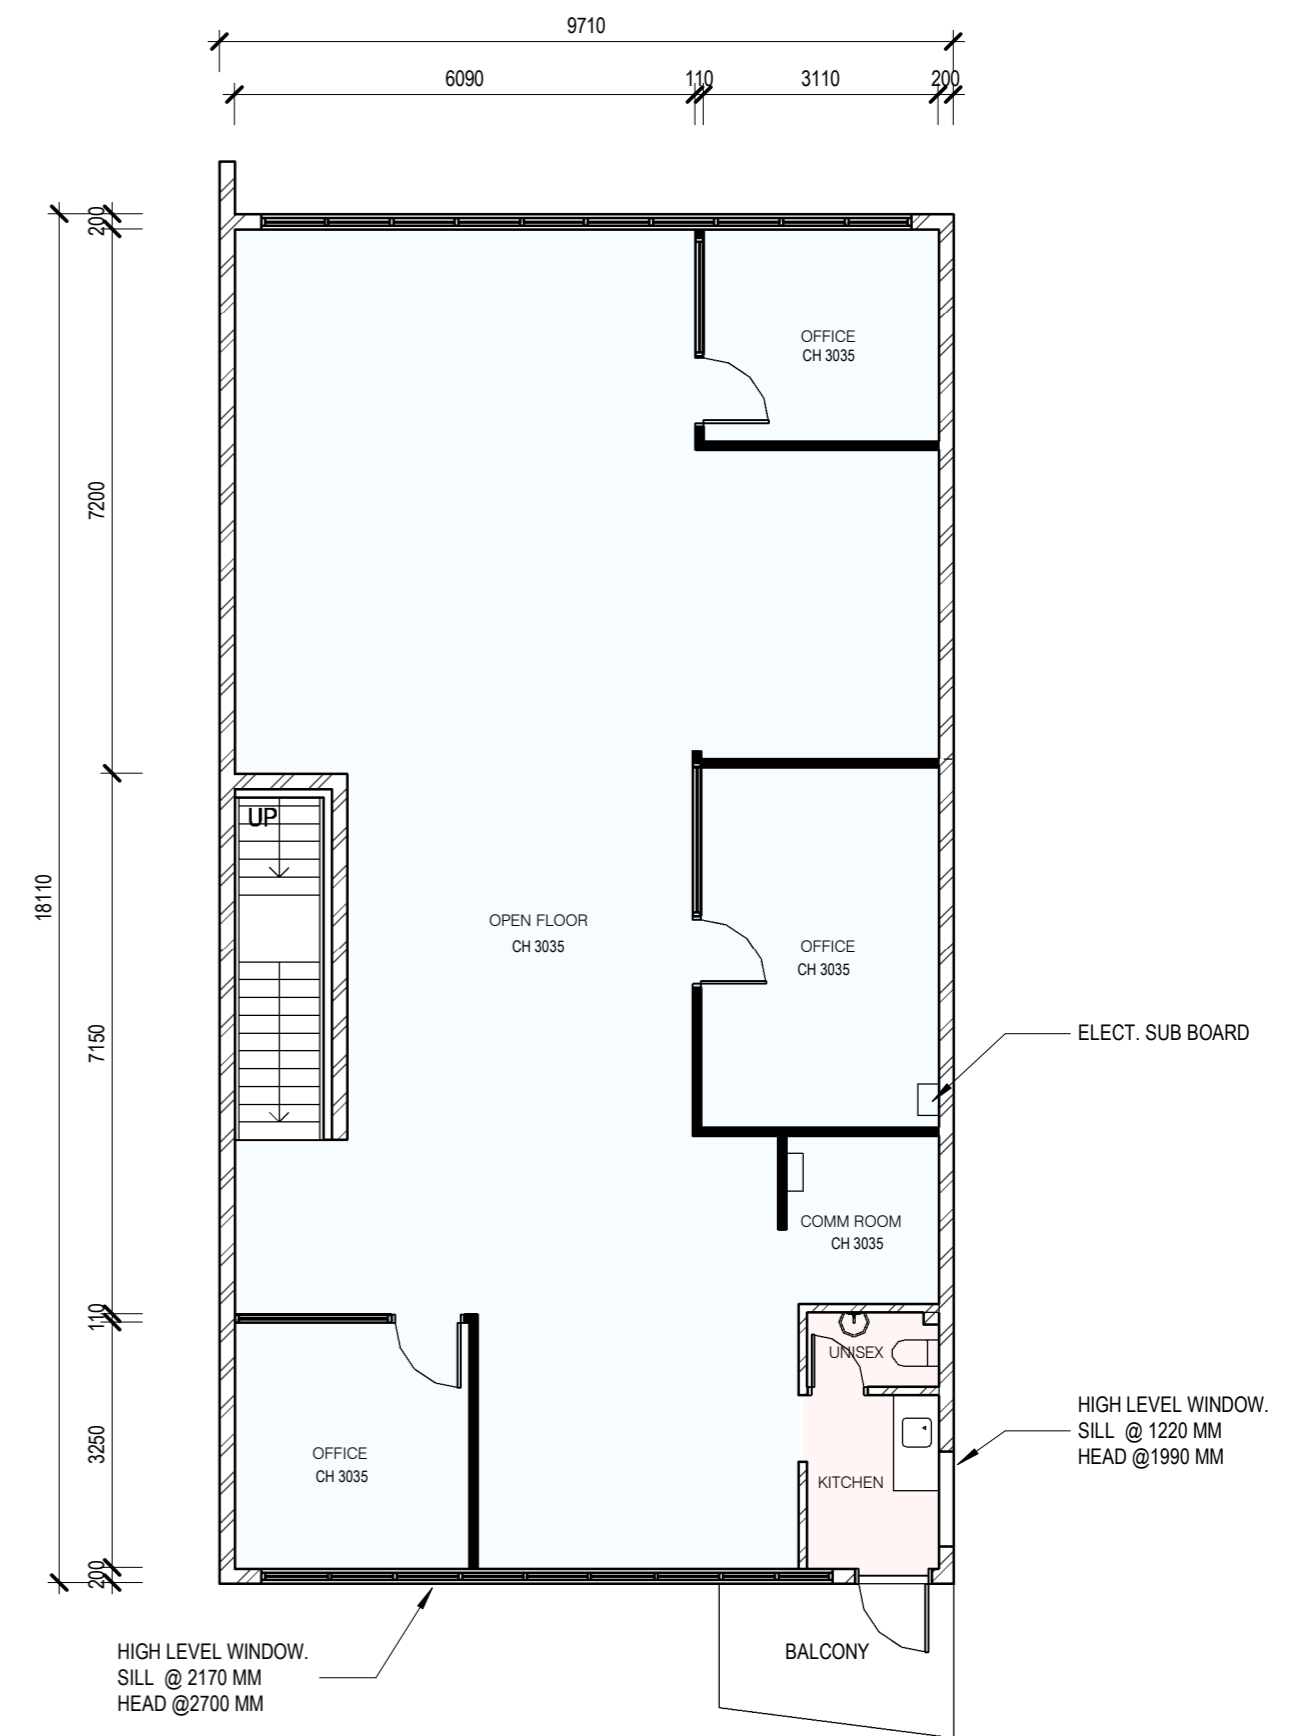 9710
6090
110
3110
200
200
OFFICE
CH 3035
7200
UP
18110
OPEN FLOOR
CH 3035
OFFICE
CH 3035
7150
ELECT. SUB BOARD
COMM ROOM
CH 3035
110
UNISEX
HIGH LEVEL WINDOW.
SILL @ 1220 MM
HEAD @1990 MM
3250
OFFICE
CH 3035
KITCHEN
200
HIGH LEVEL WINDOW.
SILL @ 2170 MM
HEAD @2700 MM
BALCONY